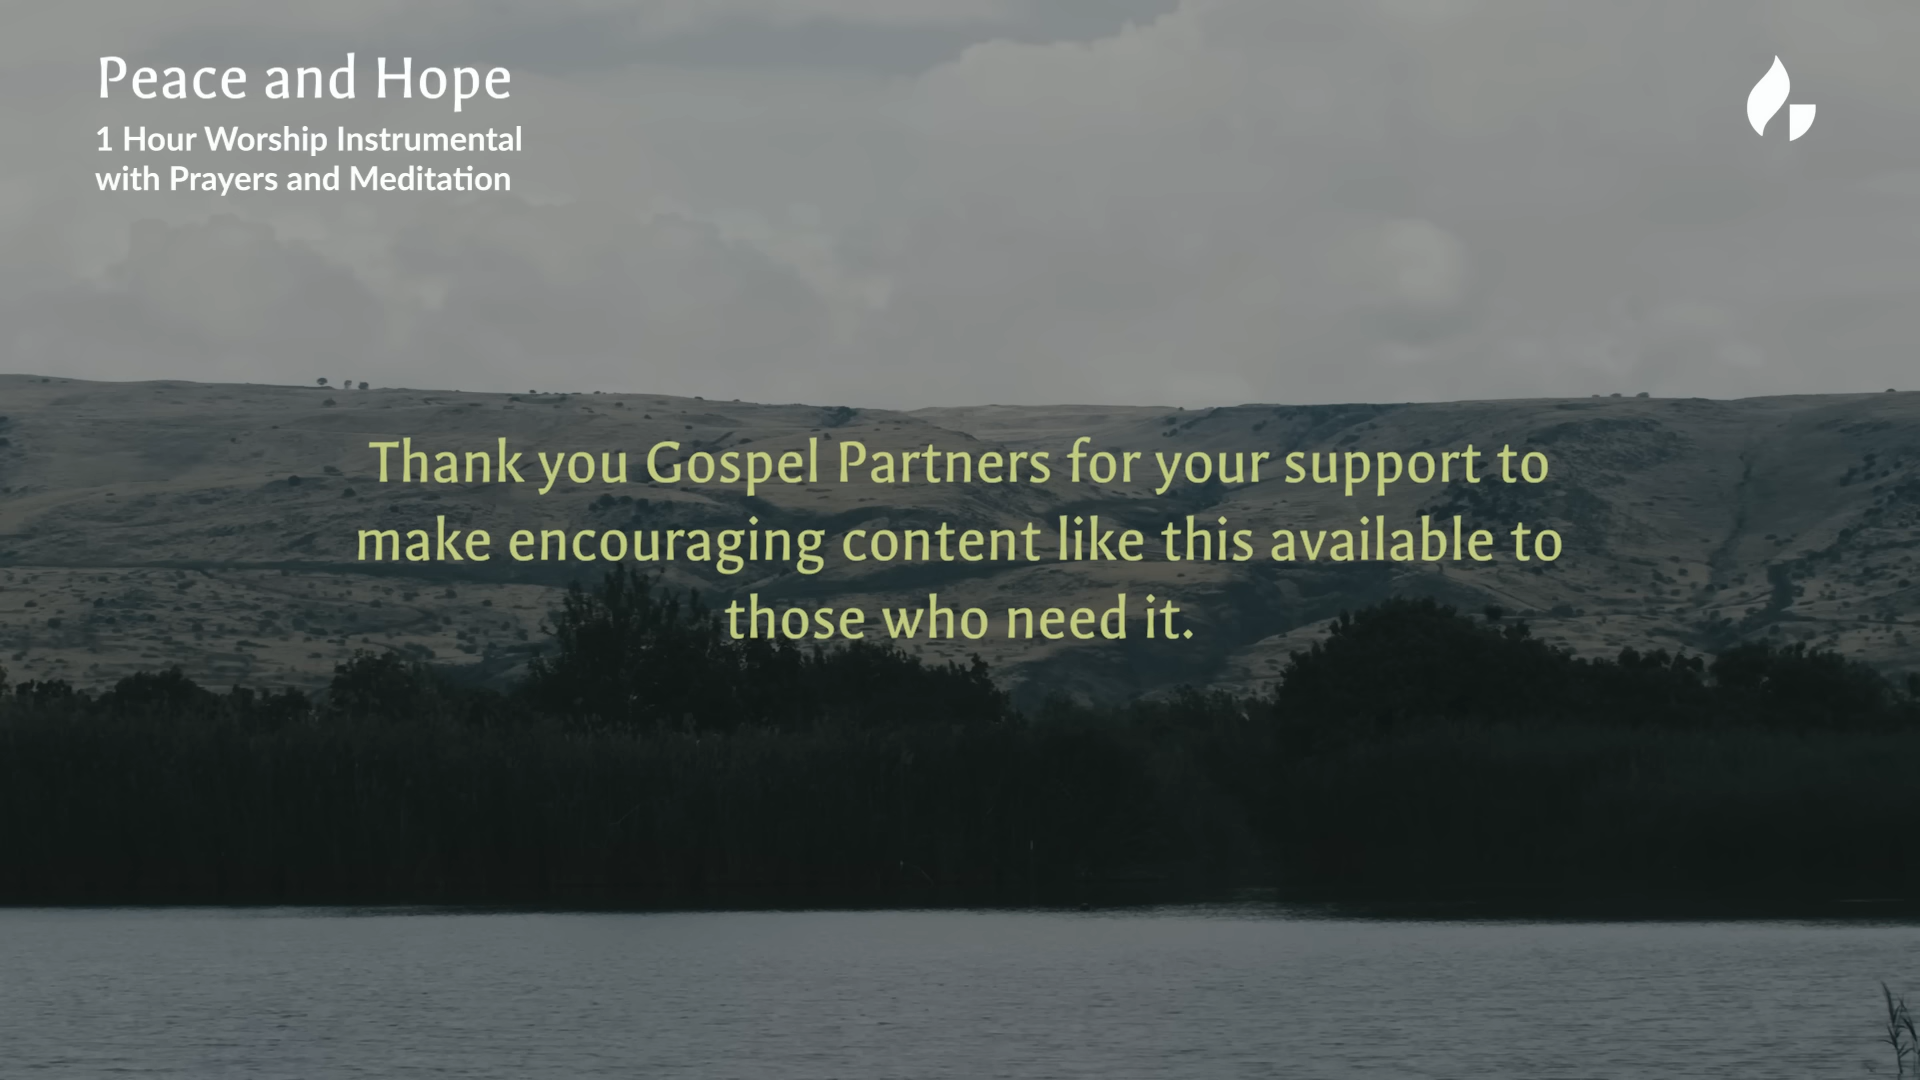 Peace and Hope
1 Hour Worship Instrumental
with Prayers and Meditation
Thank you Gospel Partners for your support to
make encouraging content like this available to
those who need it.